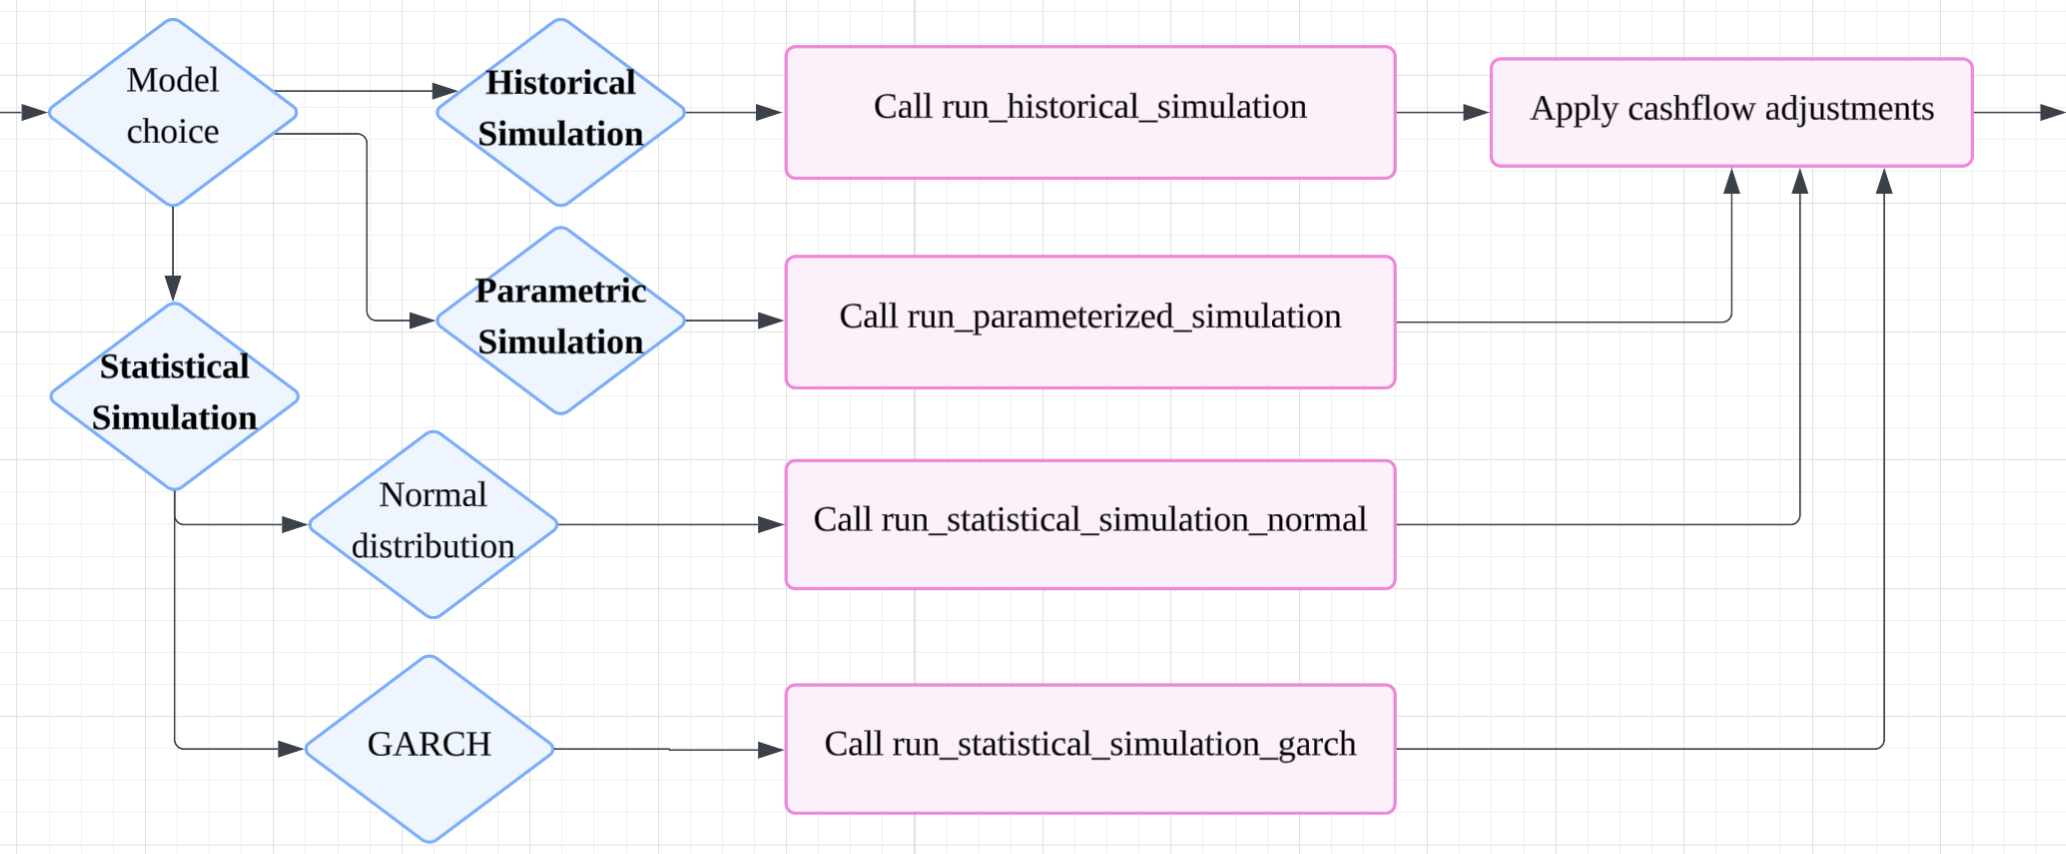 Model
choice
Historical
Simulation
Call run_historical_simulation
Apply cashflow adjustments
Parametric
Simulation
Call run_parameterized_simulation
Statistical
Simulation
Normal
distribution
Call run_statistical_simulation_normal
GARCH
Call run_statistical_simulation_garch